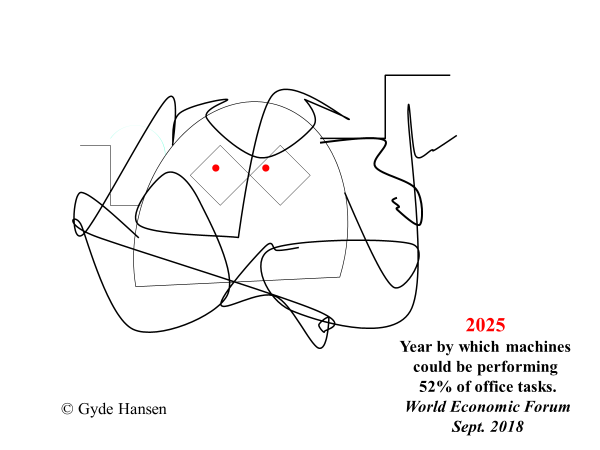 2025
Year by which machines
could be performing
52% of office tasks.
World Economic Forum
Sept. 2018
© Gyde Hansen